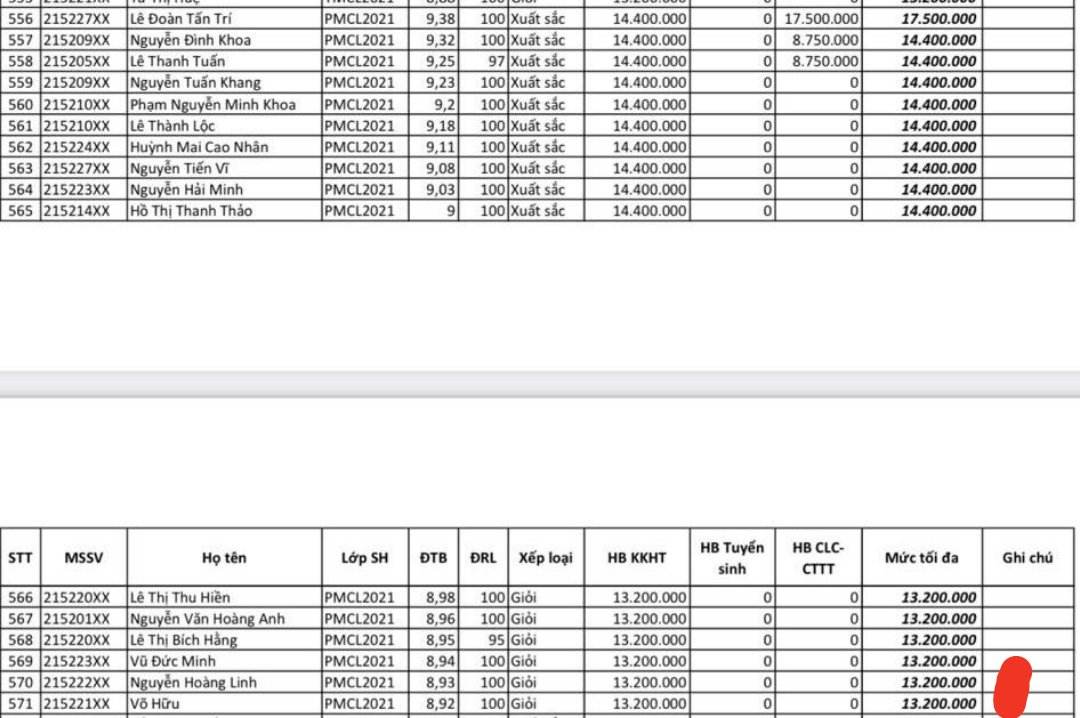 556 215227XX Lê Đoàn Tấn Trí PMCL2021 9,38 100 Xuất sắc 14.400.000 0 17.500.000 17.500.000
557 215209XX Nguyễn Đình Khoa PMCL2021 9,32 100 Xuất sắc 14.400.000 0 8.750.000 14.400.000
558 215205XX Lê Thanh Tuấn PMCL2021 9,25 97 Xuất sắc 14.400.000 0 8.750.000 14.400.000
559 215209XX Nguyễn Tuấn Khang PMCL2021 9,23 100 Xuất sắc 14.400.000 0 0 14.400.000
560 215210XX Phạm Nguyễn Minh Khoa PMCL2021 9,2 100 Xuất sắc 14.400.000 0 0 14.400.000
561 215210XX Lê Thành Lộc PMCL2021 9,18 100 Xuất sắc 14.400.000 0 0 14.400.000
562 215224XX Huỳnh Mai Cao Nhân PMCL2021 9,11 100 Xuất sắc 14.400.000 0 0 14.400.000
563 215227XX Nguyễn Tiến Vĩ PMCL2021 9,08 100 Xuất sắc 14.400.000 0 0 14.400.000
564 215223XX Nguyễn Hải Minh PMCL2021 9,03 100 Xuất sắc 14.400.000 0 0 14.400.000
565 215214XX Hồ Thị Thanh Thảo PMCL2021 9 100 Xuất sắc 14.400.000 0 0 14.400.000
STT MSSV Họ tên Lớp SH ĐTB ĐRL Xếp loại HB KKHT HB Tuyển sinh HB CLC-CTTT Mức tối đa Ghi chú
566 215220XX Lê Thị Thu Hiền PMCL2021 8,98 100 Giỏi 13.200.000 0 0 13.200.000
567 215201XX Nguyễn Văn Hoàng Anh PMCL2021 8,96 100 Giỏi 13.200.000 0 0 13.200.000
568 215220XX Lê Thị Bích Hằng PMCL2021 8,95 95 Giỏi 13.200.000 0 0 13.200.000
569 215223XX Vũ Đức Minh PMCL2021 8,94 100 Giỏi 13.200.000 0 0 13.200.000
570 215222XX Nguyễn Hoàng Linh PMCL2021 8,93 100 Giỏi 13.200.000 0 0 13.200.000
571 215221XX Võ Hữu PMCL2021 8,92 100 Giỏi 13.200.000 0 0 13.200.000